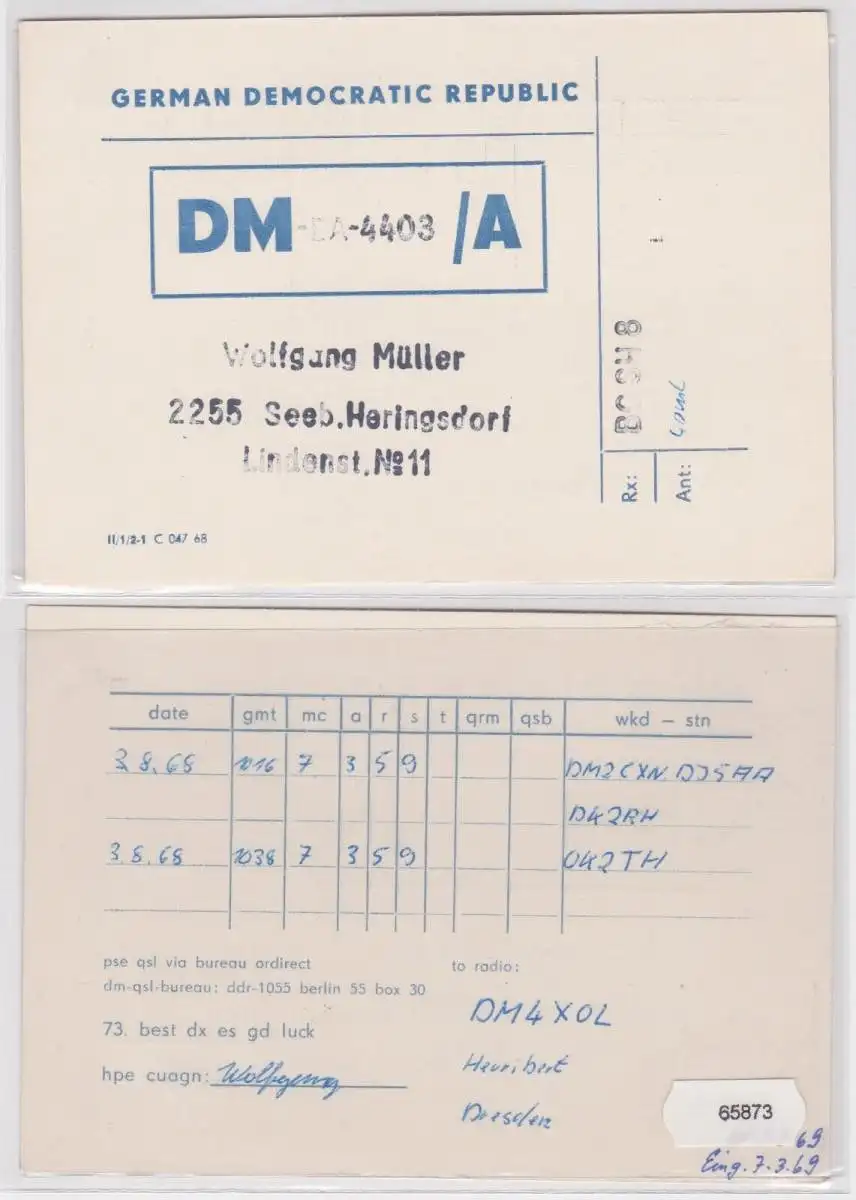 GERMAN DEMOCRATIC REPUBLIC
DM-EA-4403 /A
Wolfgang Müller
2255 Seeb.Heringsdorf
Lindenst.№11
II/1/2-1 C 047 68
Rx:
Ant:
date gmt mc a r s t qrm qsb wkd – stn
3.8.68 1016 7 3 5 9 DM2CXN DJ5AA
DK2RH
3.8.68 1038 7 3 5 9 OK2TH
pse qsl via bureau ordirect
dm-qsl-bureau: ddr-1055 berlin 55 box 30
73. best dx es gd luck
hpe cuagn: Wolfgang
to radio:
DM4XOL
Heribert
Dresden
65873
69
Eing. 7.3.69